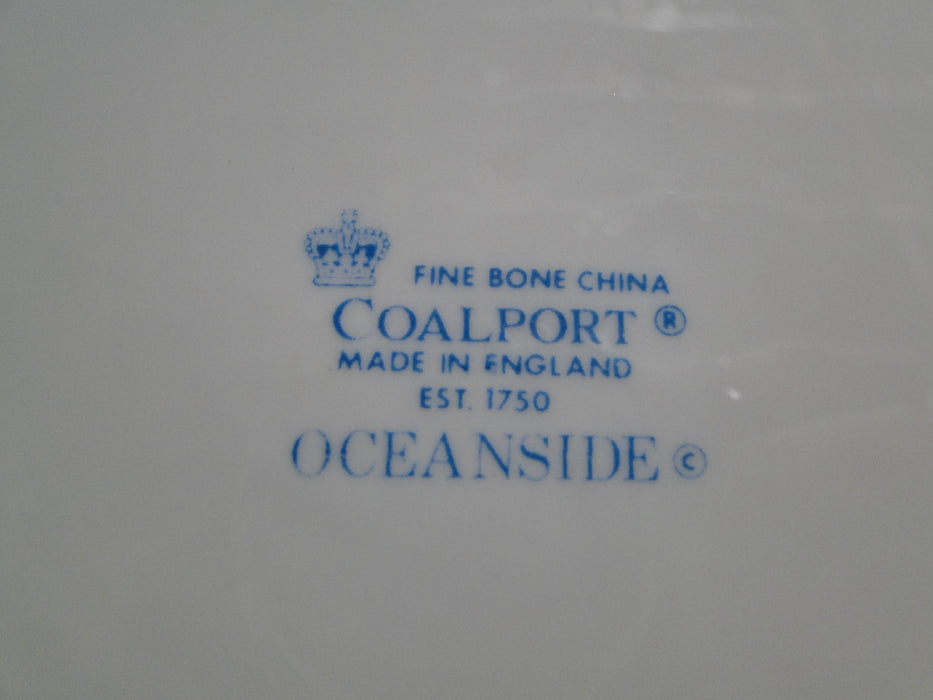 FINE BONE CHINA
COALPORT ®
MADE IN ENGLAND
EST. 1750
OCEANSIDE ©